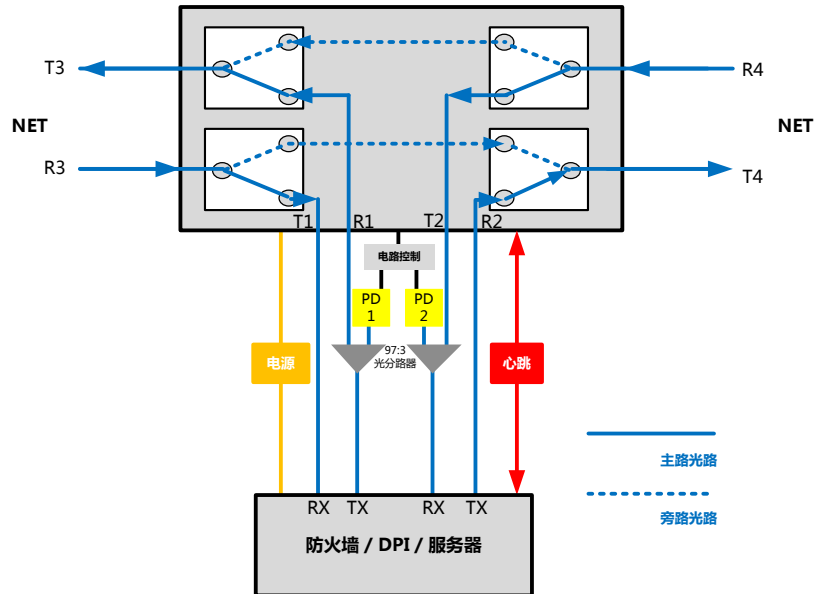 T3
R4
NET
NET
R3
T4
T1
R1
T2
R2
电路控制
PD
1
PD
2
97:3
光分路器
电源
心跳
主路光路
旁路光路
RX
TX
RX
TX
防火墙 / DPI / 服务器